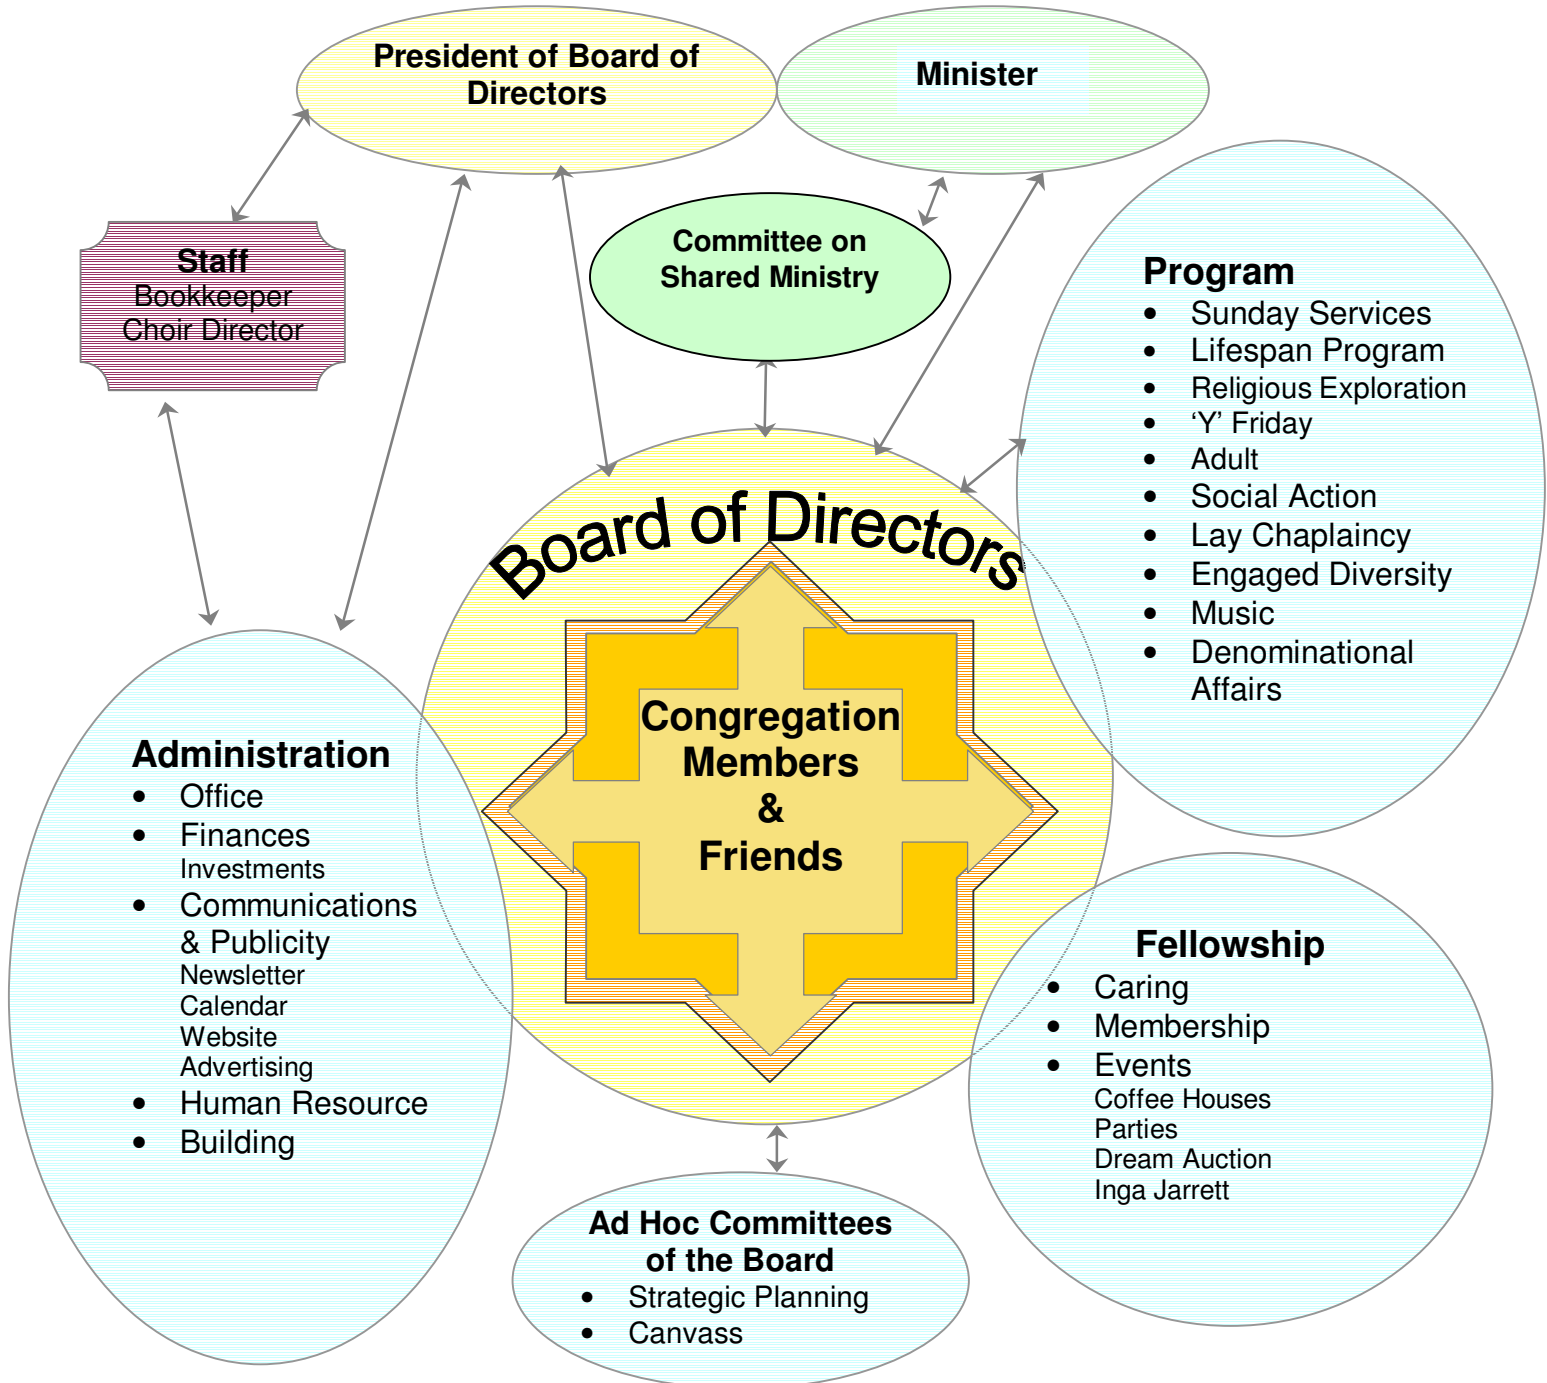 President of Board of
Directors
Minister
Committee on
Shared Ministry
Staff
Bookkeeper
Choir Director
Program
• Sunday Services
• Lifespan Program
• Religious Exploration
• ‘Y’ Friday
• Adult
• Social Action
• Lay Chaplaincy
• Engaged Diversity
• Music
• Denominational
Affairs
Board of Directors
Congregation
Members
&
Friends
Administration
• Office
• Finances
Investments
• Communications
& Publicity
Newsletter
Calendar
Website
Advertising
• Human Resource
• Building
Fellowship
• Caring
• Membership
• Events
Coffee Houses
Parties
Dream Auction
Inga Jarrett
Ad Hoc Committees
of the Board
• Strategic Planning
• Canvass